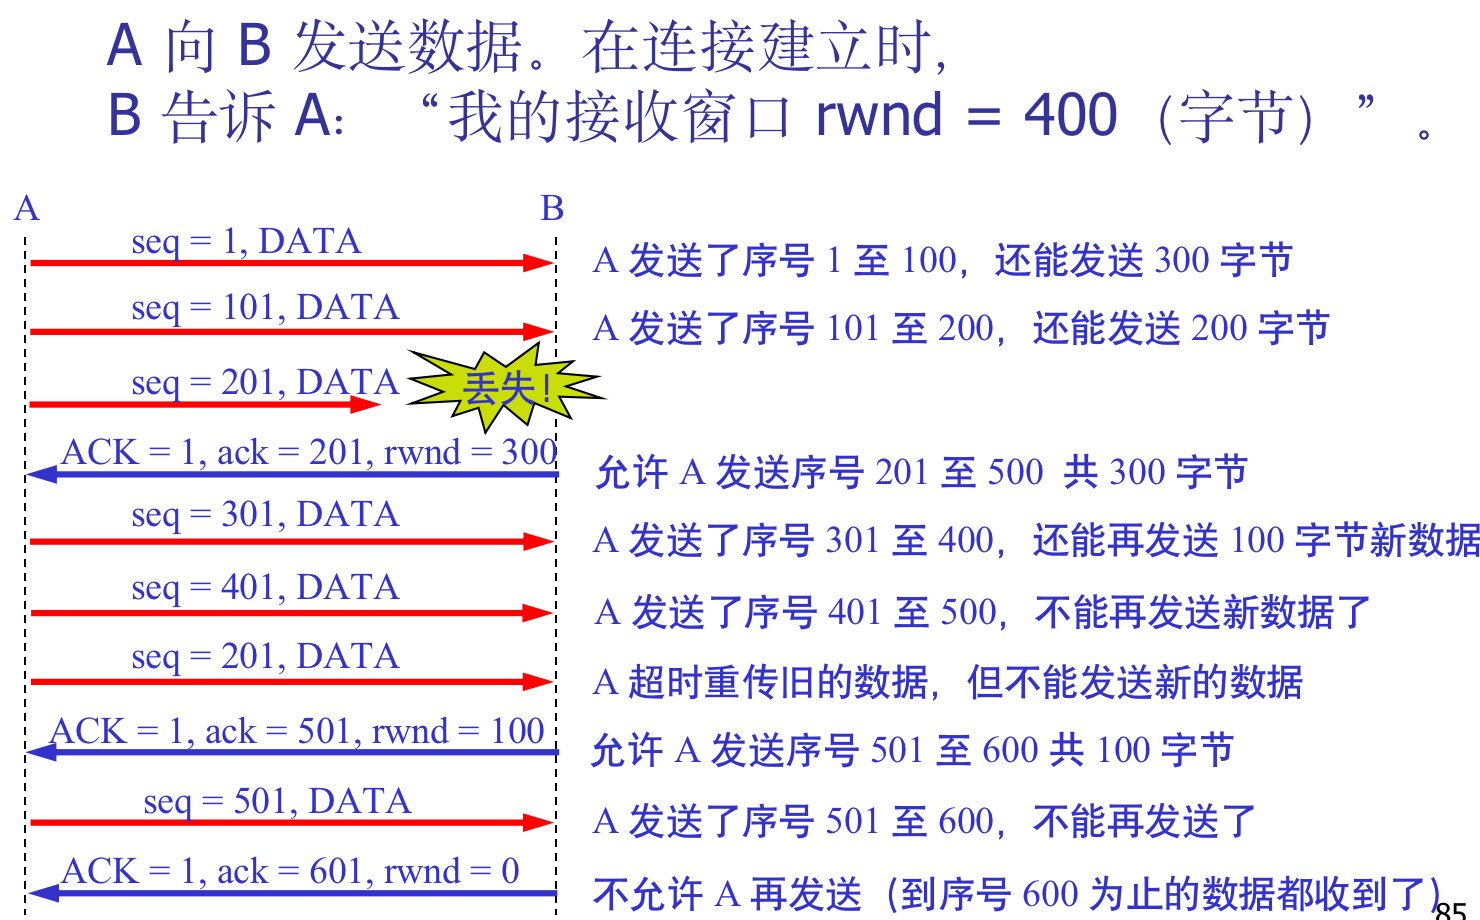 A 向 B 发送数据。在连接建立时,
B 告诉 A: “我的接收窗口 rwnd = 400（字节）”。
A B
seq = 1, DATA A 发送了序号 1 至 100，还能发送 300 字节
seq = 101, DATA A 发送了序号 101 至 200，还能发送 200 字节
seq = 201, DATA 丢失!
ACK = 1, ack = 201, rwnd = 300 允许 A 发送序号 201 至 500 共 300 字节
seq = 301, DATA A 发送了序号 301 至 400，还能再发送 100 字节新数据
seq = 401, DATA A 发送了序号 401 至 500，不能再发送新数据了
seq = 201, DATA A 超时重传旧的数据，但不能发送新的数据
ACK = 1, ack = 501, rwnd = 100 允许 A 发送序号 501 至 600 共 100 字节
seq = 501, DATA A 发送了序号 501 至 600，不能再发送了
ACK = 1, ack = 601, rwnd = 0 不允许 A 再发送（到序号 600 为止的数据都收到了）
85